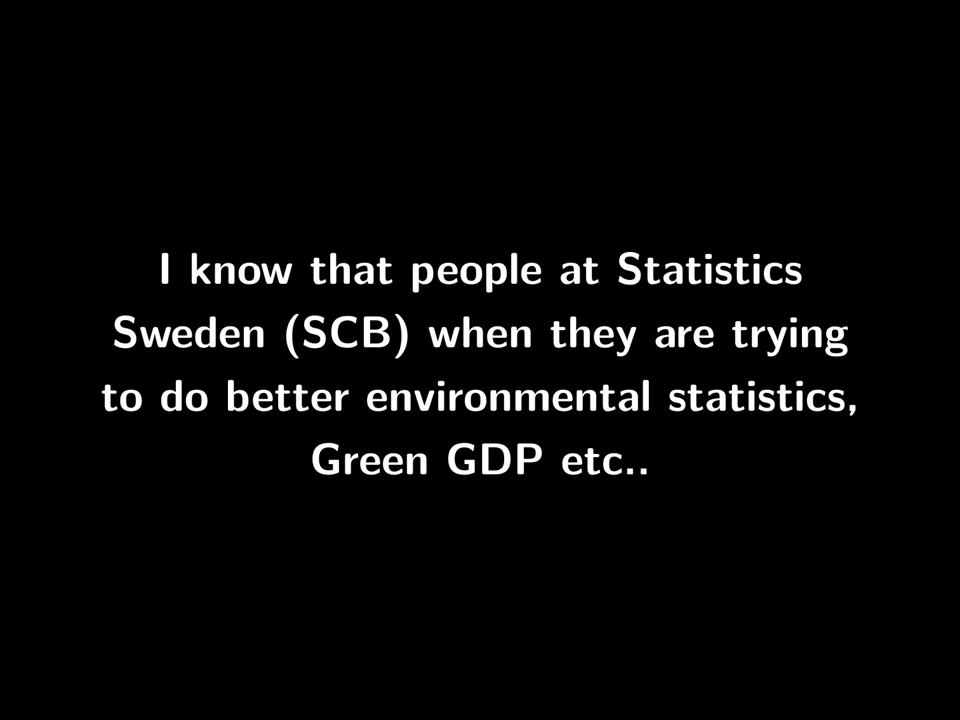 I know that people at Statistics
Sweden (SCB) when they are trying
to do better environmental statistics,
Green GDP etc..